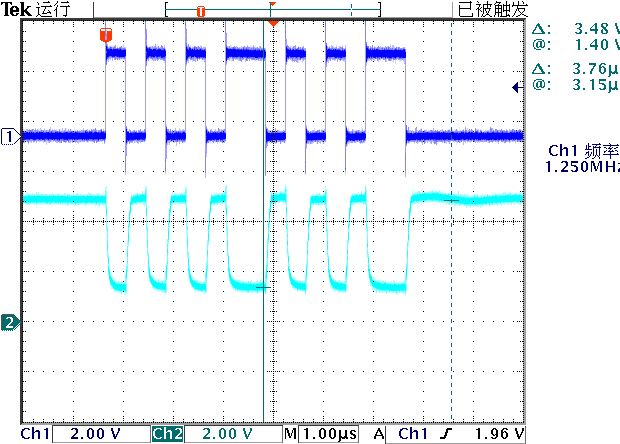 Tek 运行 已被触发
T
T
Δ: 3.48 V
@: 1.40 V
Δ: 3.76µ
@: 3.15µ
1
Ch1 频率
1.250MHz
2
Ch1 2.00 V Ch2 2.00 V M 1.00µs A Ch1 1.96 V